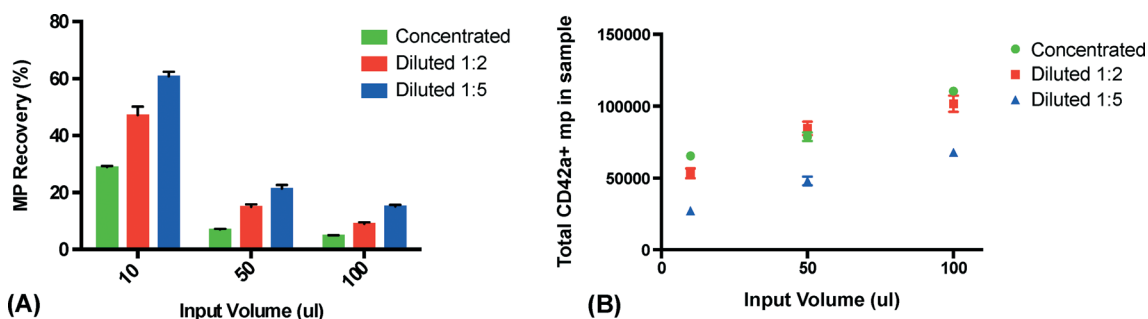 MP Recovery (%)
80
60
40
20
0
10
50
100
Input Volume (ul)
Concentrated
Diluted 1:2
Diluted 1:5
(A)
Total CD42a+ mp in sample
150000
100000
50000
0
0
50
100
Input Volume (ul)
Concentrated
Diluted 1:2
Diluted 1:5
(B)